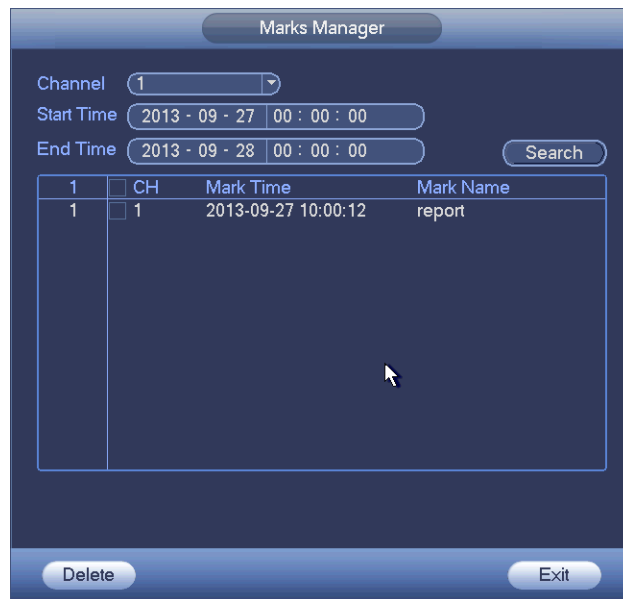 Marks Manager
Channel 1
Start Time 2013 - 09 - 27 00 : 00 : 00
End Time 2013 - 09 - 28 00 : 00 : 00
Search
1 CH Mark Time Mark Name
1 1 2013-09-27 10:00:12 report
Delete Exit